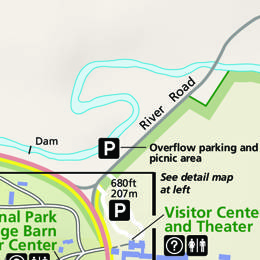 River Road
Dam
P
Overflow parking and
picnic area
See detail map
at left
680ft
207m
P
nal Park
ge Barn
r Center
Visitor Cente
and Theater
?